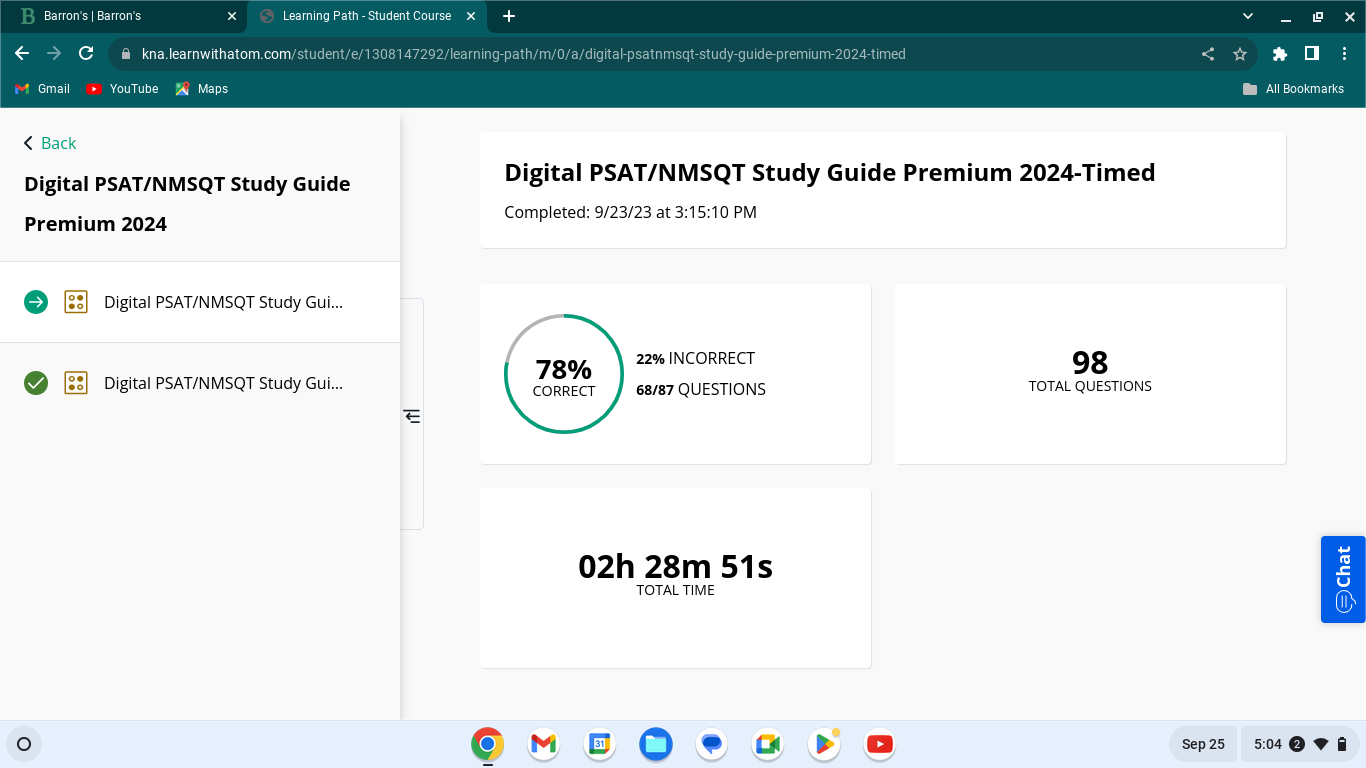 Barron's | Barron's
Learning Path - Student Course
kna.learnwithatom.com/student/e/1308147292/learning-path/m/0/a/digital-psatnmsqt-study-guide-premium-2024-timed
Gmail
YouTube
Maps
All Bookmarks
Back
Digital PSAT/NMSQT Study Guide
Premium 2024
Digital PSAT/NMSQT Study Gui...
Digital PSAT/NMSQT Study Gui...
Digital PSAT/NMSQT Study Guide Premium 2024-Timed
Completed: 9/23/23 at 3:15:10 PM
78%
CORRECT
22% INCORRECT
68/87 QUESTIONS
98
TOTAL QUESTIONS
02h 28m 51s
TOTAL TIME
Chat
31
Sep 25
5:04
2